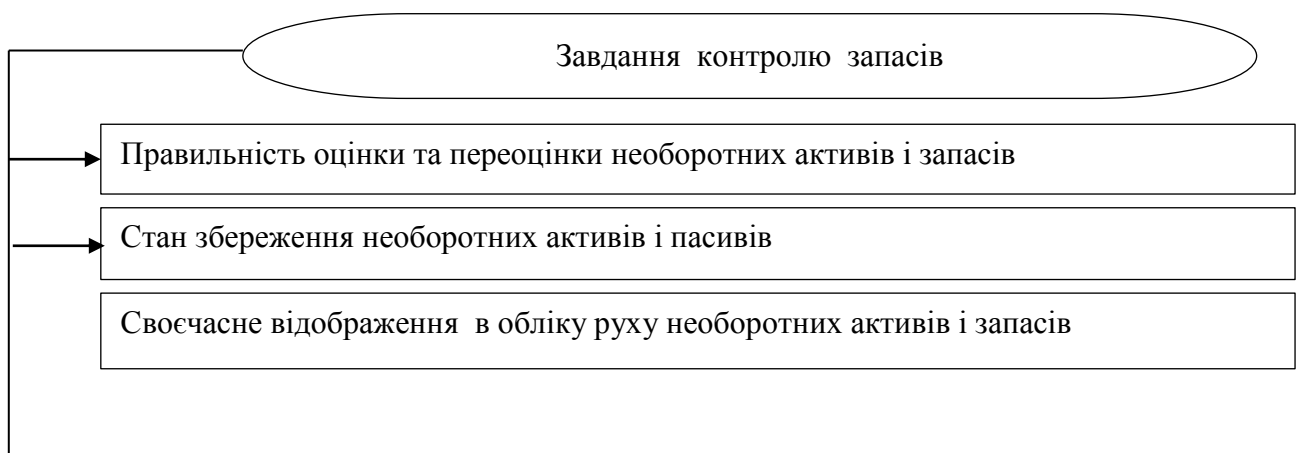 Завдання контролю запасів
Правильність оцінки та переоцінки необоротних активів і запасів
Стан збереження необоротних активів і пасивів
Своєчасне відображення в обліку руху необоротних активів і запасів